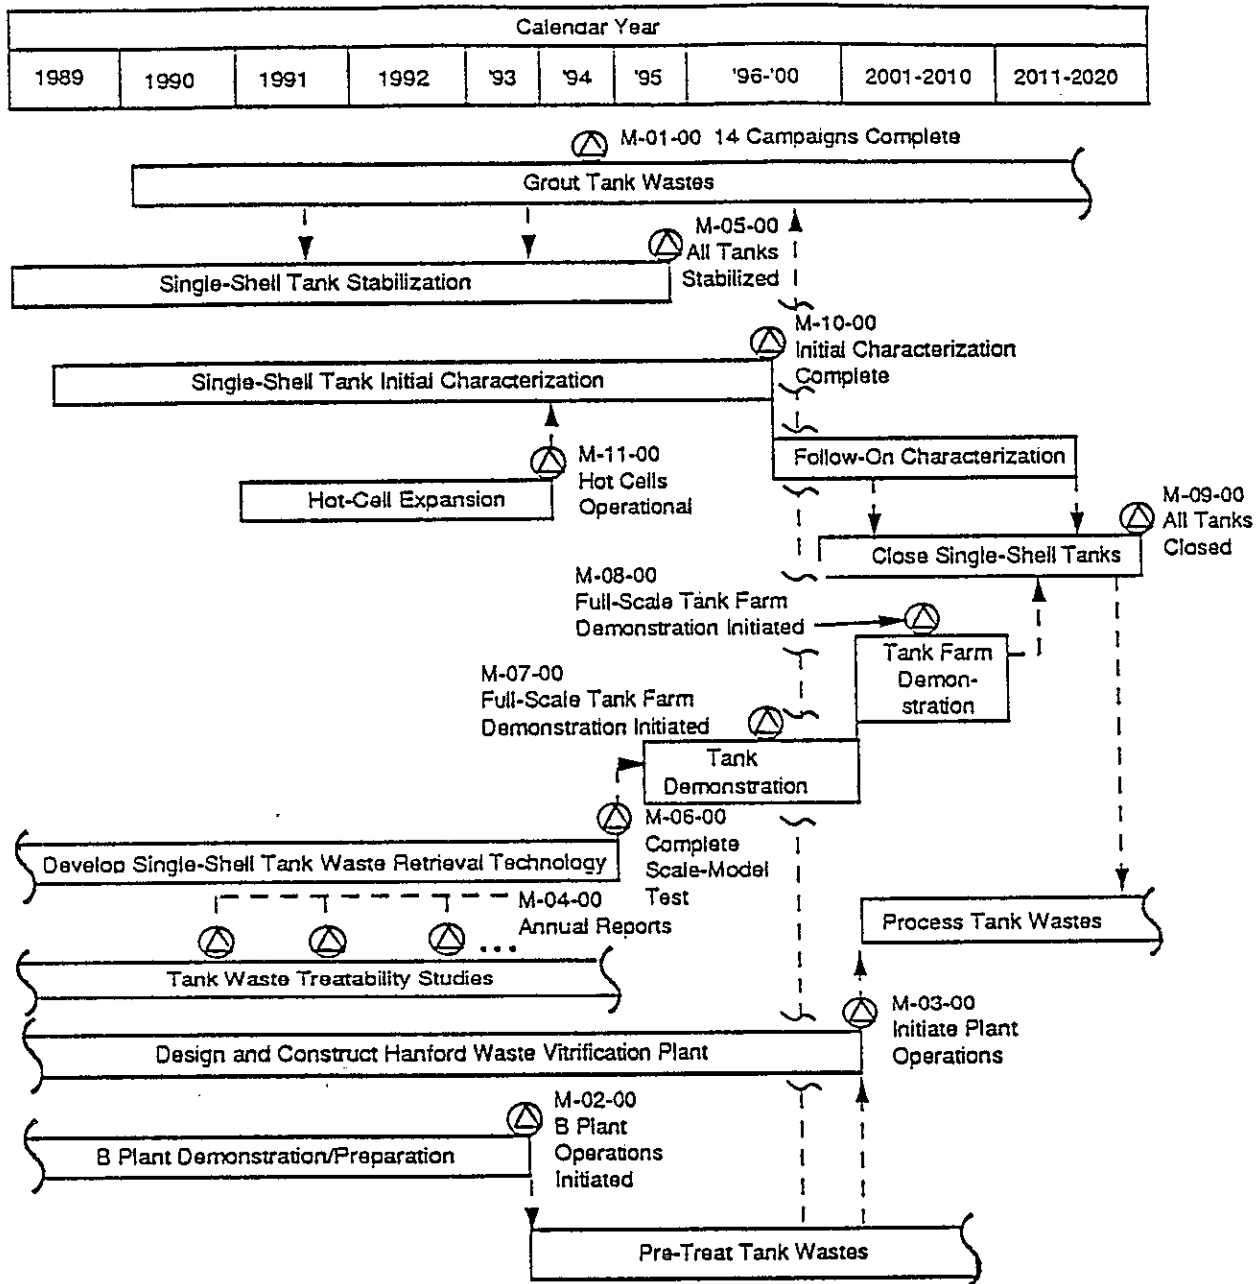 Calendar Year
1989 1990 1991 1992 '93 '94 '95 '96-'00 2001-2010 2011-2020
M-01-00 14 Campaigns Complete
Grout Tank Wastes
M-05-00
All Tanks
Stabilized
Single-Shell Tank Stabilization
M-10-00
Initial Characterization
Complete
Single-Shell Tank Initial Characterization
M-11-00
Hot Cells
Operational
Follow-On Characterization
Hot-Cell Expansion
M-09-00
All Tanks
Closed
Close Single-Shell Tanks
M-08-00
Full-Scale Tank Farm
Demonstration Initiated
Tank Farm
Demon-
stration
M-07-00
Full-Scale Tank Farm
Demonstration Initiated
Tank
Demonstration
M-06-00
Complete
Scale-Model
Test
Develop Single-Shell Tank Waste Retrieval Technology
M-04-00
Annual Reports
...
Process Tank Wastes
Tank Waste Treatability Studies
M-03-00
Initiate Plant
Operations
Design and Construct Hanford Waste Vitrification Plant
M-02-00
B Plant
Operations
Initiated
B Plant Demonstration/Preparation
Pre-Treat Tank Wastes